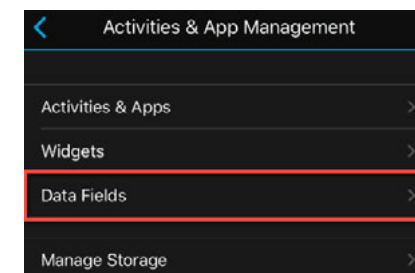 Activities & App Management
Activities & Apps
Widgets
Data Fields
Manage Storage